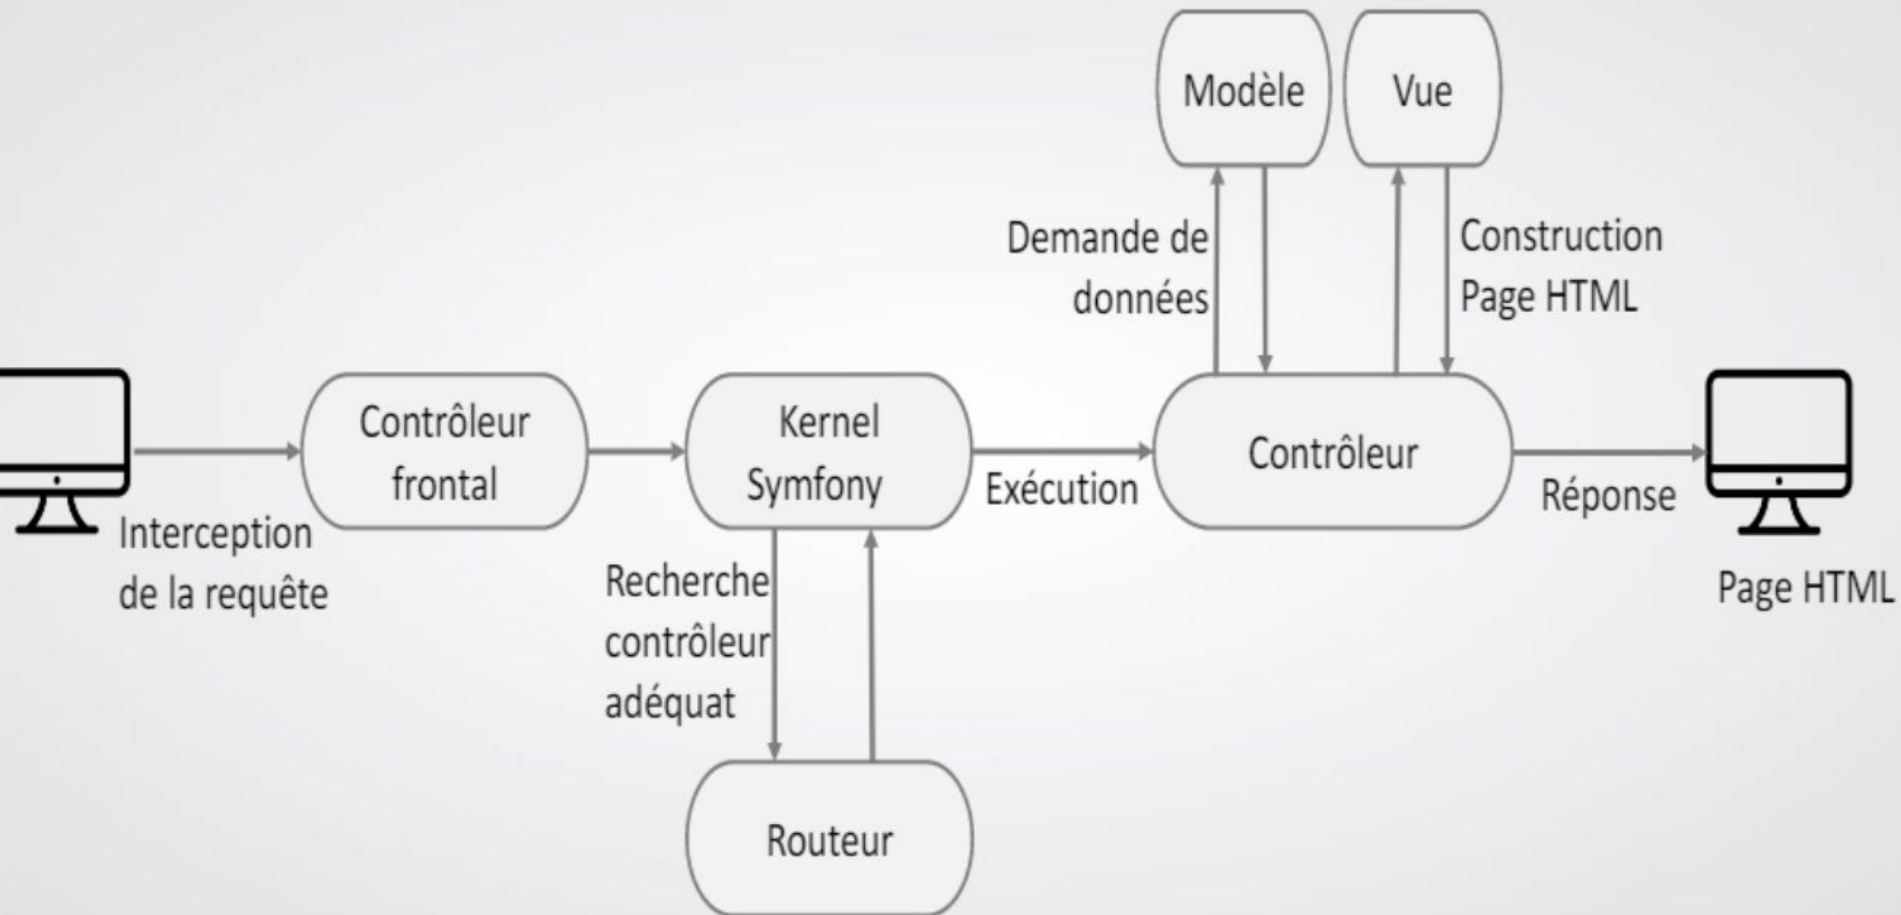 Modèle
Vue
Demande de
données
Construction
Page HTML
Contrôleur
frontal
Kernel
Symfony
Exécution
Contrôleur
Réponse
Interception
de la requête
Page HTML
Recherche
contrôleur
adéquat
Routeur